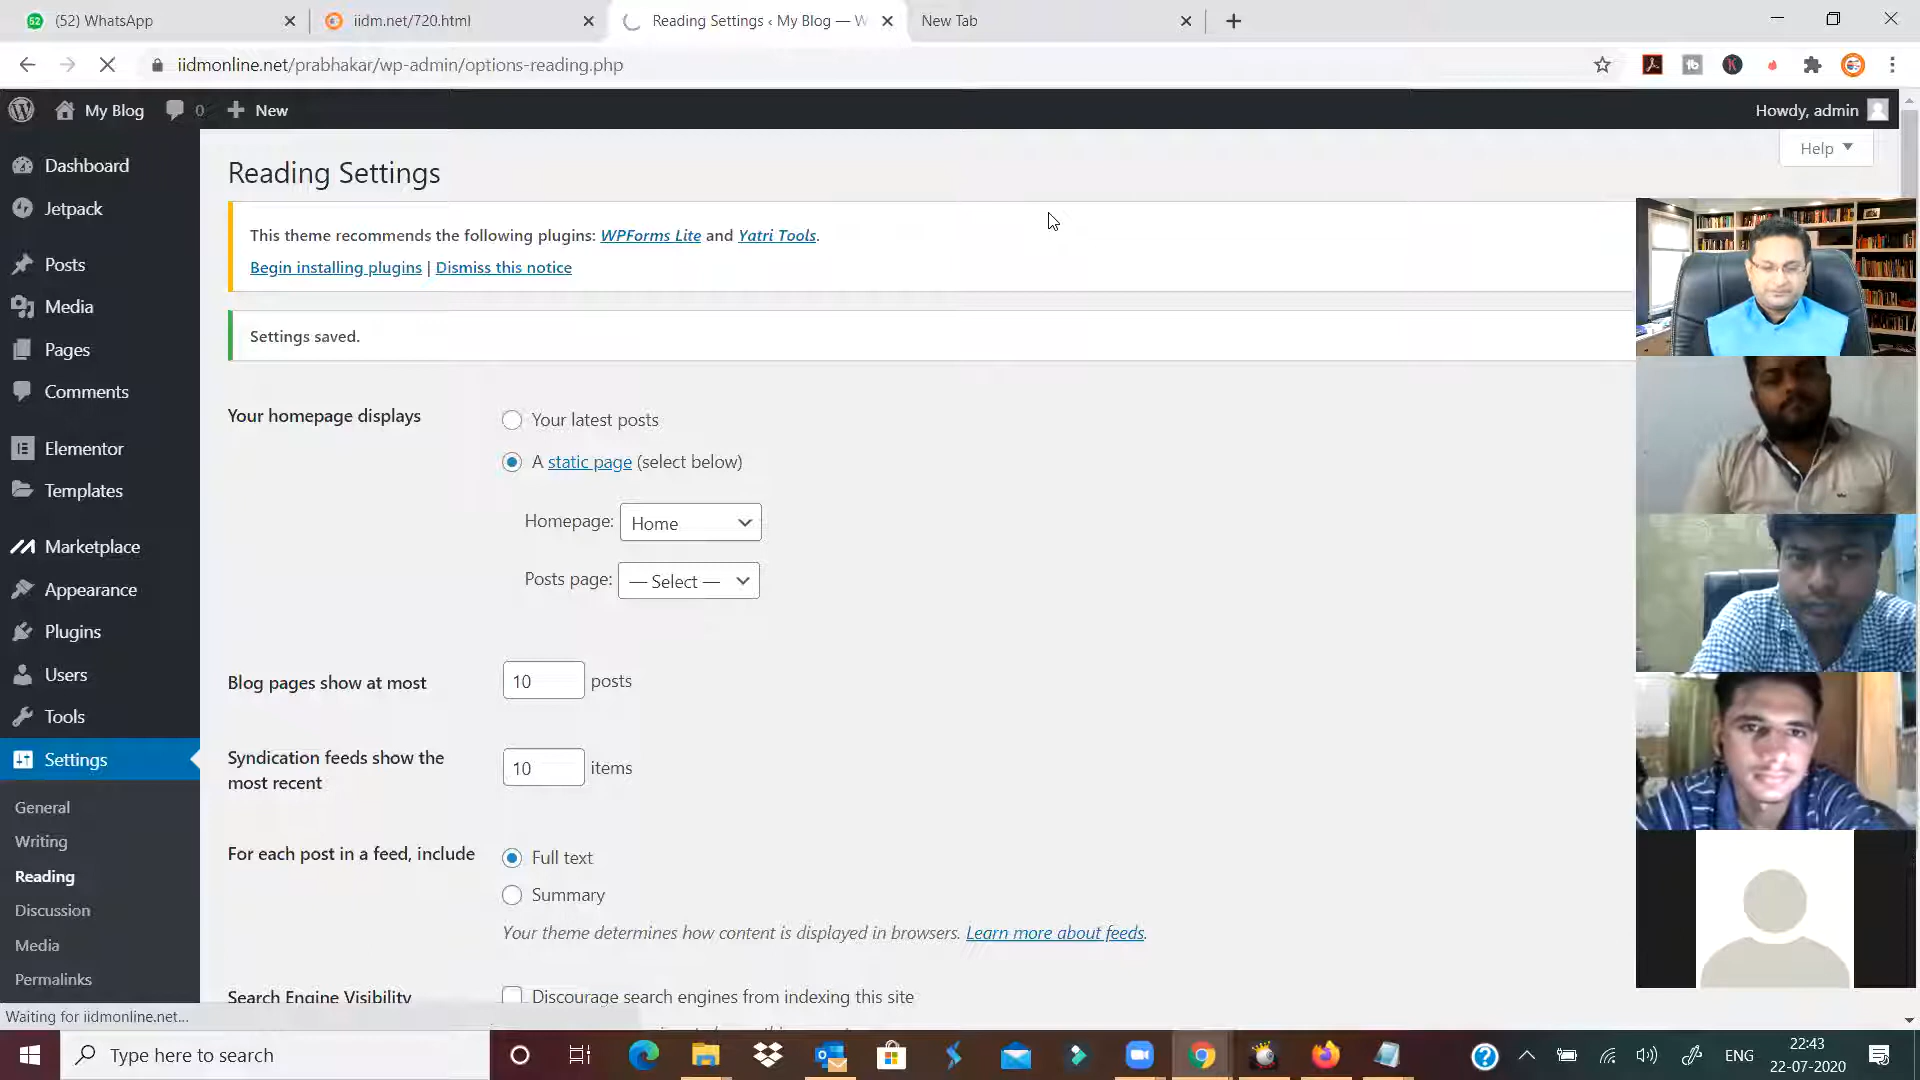 (52) WhatsApp
iidm.net/720.html
Reading Settings ‹ My Blog — W
New Tab
iidmonline.net/prabhakar/wp-admin/options-reading.php
My Blog 0 New
Howdy, admin
Help
Dashboard
Jetpack
Posts
Media
Pages
Comments
Elementor
Templates
Marketplace
Appearance
Plugins
Users
Tools
Settings
General
Writing
Reading
Discussion
Media
Permalinks
Reading Settings
This theme recommends the following plugins: WPForms Lite and Yatri Tools.
Begin installing plugins | Dismiss this notice
Settings saved.
Your homepage displays
Your latest posts
A static page (select below)
Homepage: Home
Posts page: — Select —
Blog pages show at most
10 posts
Syndication feeds show the
most recent
10 items
For each post in a feed, include
Full text
Summary
Your theme determines how content is displayed in browsers. Learn more about feeds.
Search Engine Visibility
Discourage search engines from indexing this site
Waiting for iidmonline.net...
Type here to search
ENG
22:43
22-07-2020